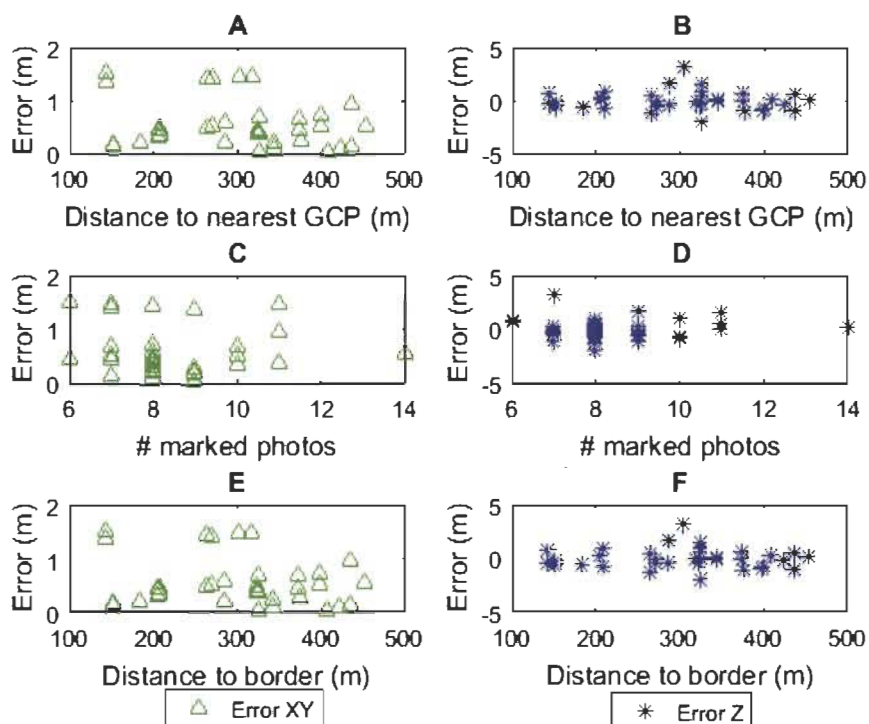 A
B
Error (m)
2
1
0
100 200 300 400 500
Distance to nearest GCP (m)
Error (m)
5
0
-5
100 200 300 400 500
Distance to nearest GCP (m)
C
D
Error (m)
2
1
0
6 8 10 12 14
# marked photos
Error (m)
5
0
-5
6 8 10 12 14
# marked photos
E
F
Error (m)
2
1
0
100 200 300 400 500
Distance to border (m)
Error XY
Error (m)
5
0
-5
100 200 300 400 500
Distance to border (m)
Error Z